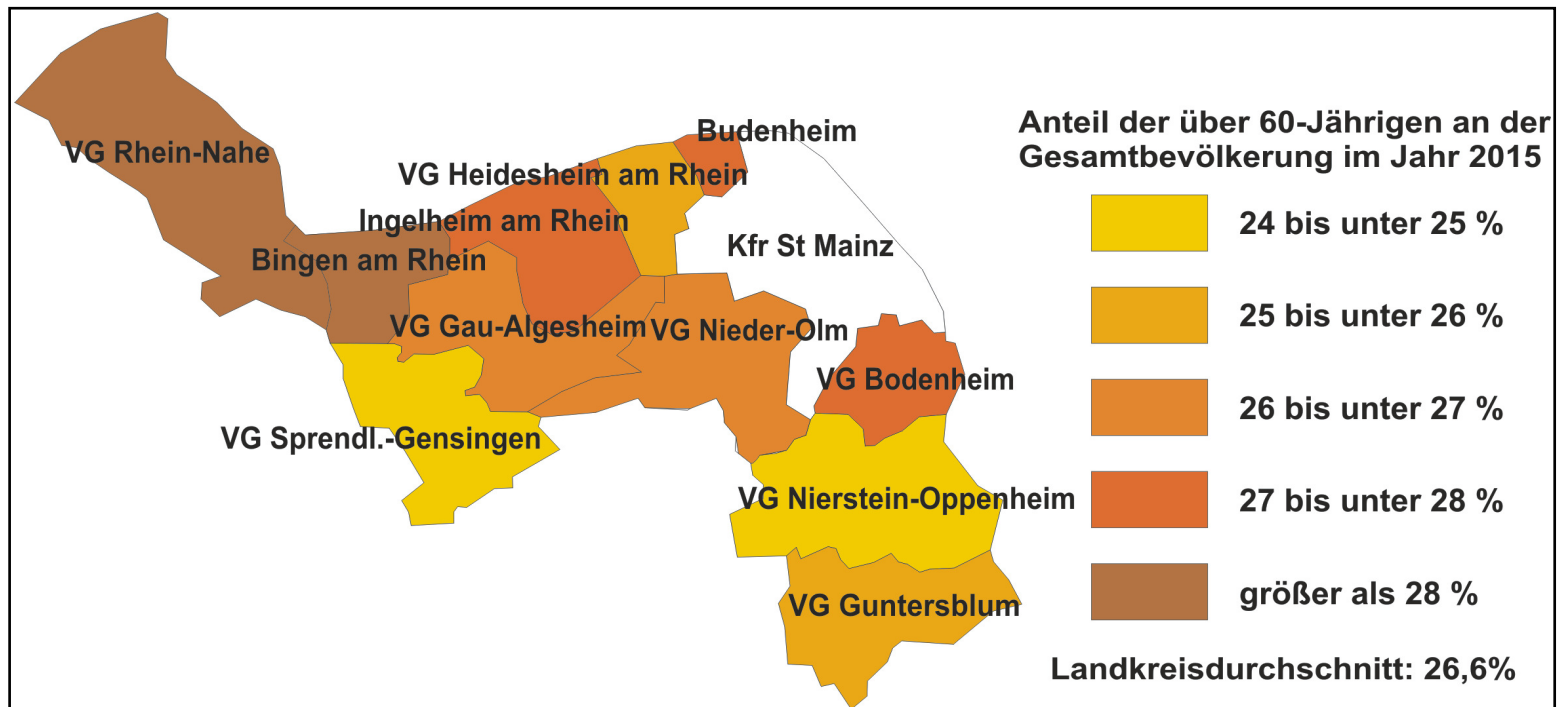 Budenheim
VG Rhein-Nahe
VG Heidesheim am Rhein
Ingelheim am Rhein
Kfr St Mainz
Bingen am Rhein
VG Gau-Algesheim
VG Nieder-Olm
VG Bodenheim
VG Sprendl.-Gensingen
VG Nierstein-Oppenheim
VG Guntersblum
Anteil der über 60-Jährigen an der
Gesamtbevölkerung im Jahr 2015
24 bis unter 25 %
25 bis unter 26 %
26 bis unter 27 %
27 bis unter 28 %
größer als 28 %
Landkreisdurchschnitt: 26,6%